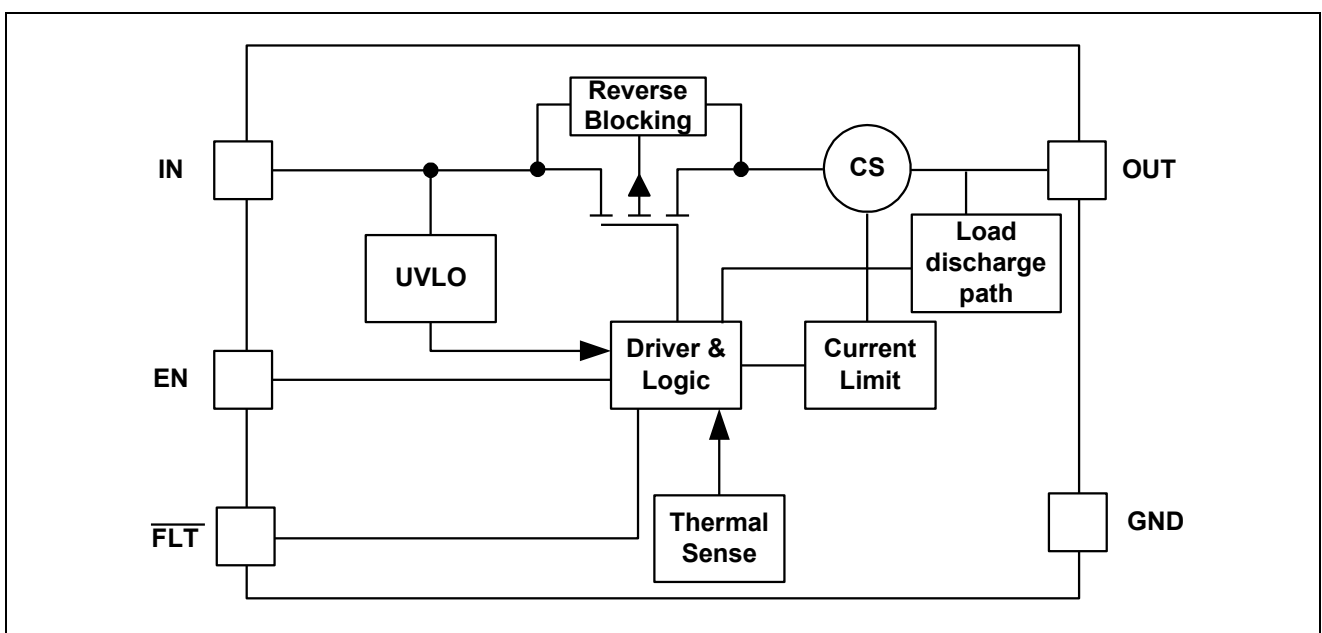 Reverse
Blocking
IN
CS
OUT
UVLO
Load
discharge
path
EN
Driver &
Logic
Current
Limit
FLT
Thermal
Sense
GND